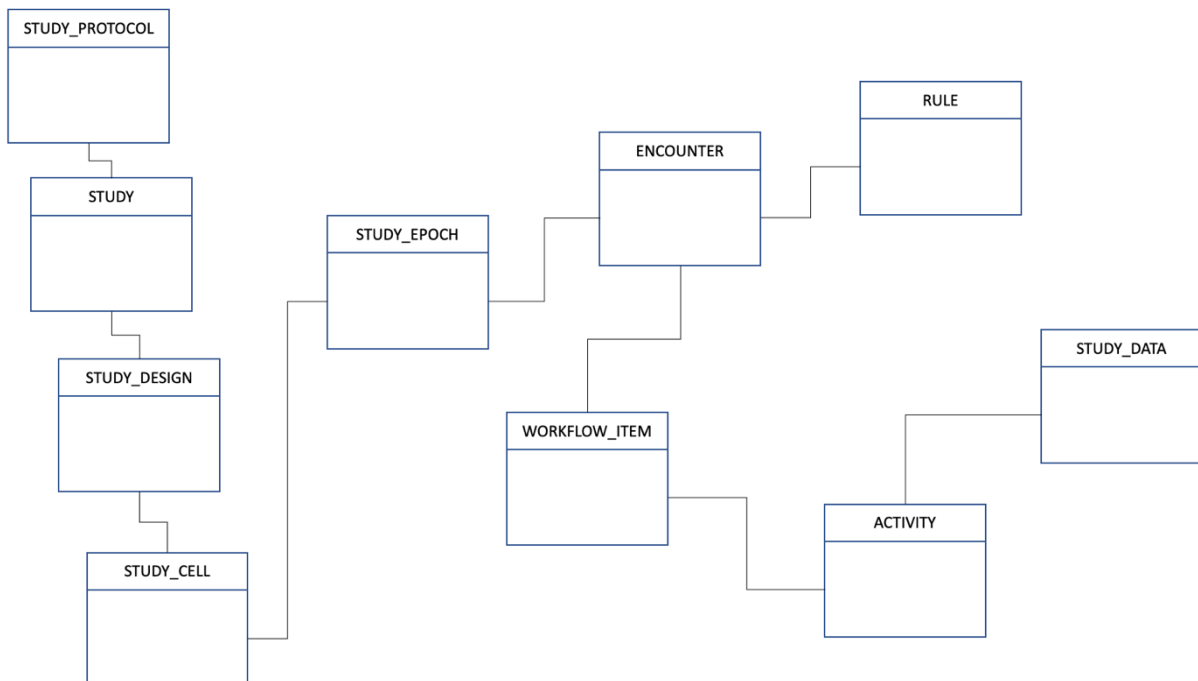 STUDY_PROTOCOL
RULE
ENCOUNTER
STUDY
STUDY_EPOCH
STUDY_DATA
STUDY_DESIGN
WORKFLOW_ITEM
ACTIVITY
STUDY_CELL